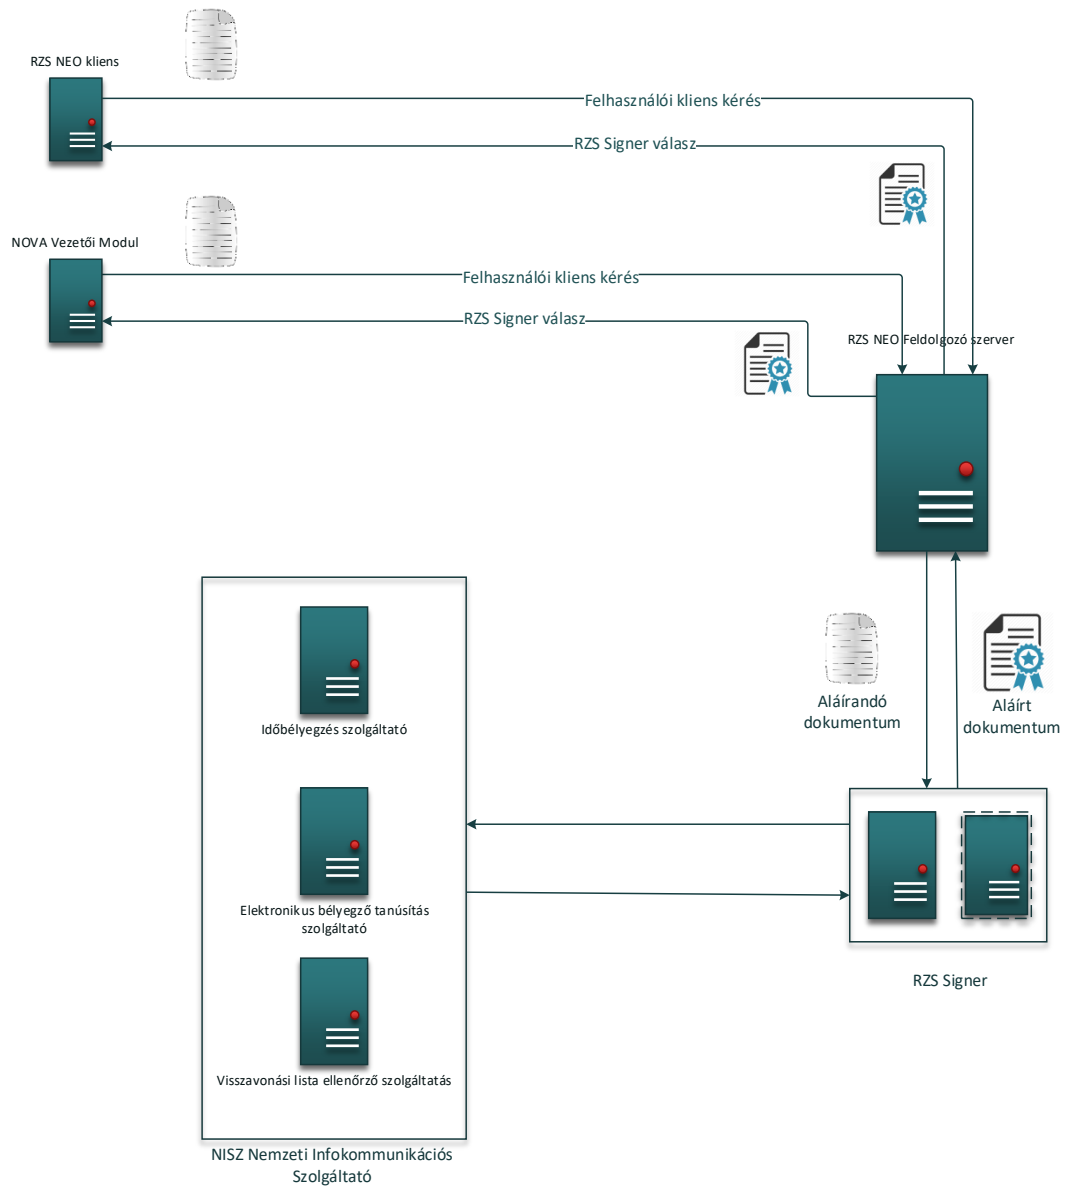 RZS NEO kliens
Felhasználói kliens kérés
RZS Signer válasz
NOVA Vezetői Modul
Felhasználói kliens kérés
RZS Signer válasz
RZS NEO Feldolgozó szerver
Aláírandó
dokumentum
Aláírt
dokumentum
Időbélyegzés szolgáltató
Elektronikus bélyegző tanúsítás
szolgáltató
Visszavonási lista ellenőrző szolgáltatás
RZS Signer
NISZ Nemzeti Infokommunikációs
Szolgáltató